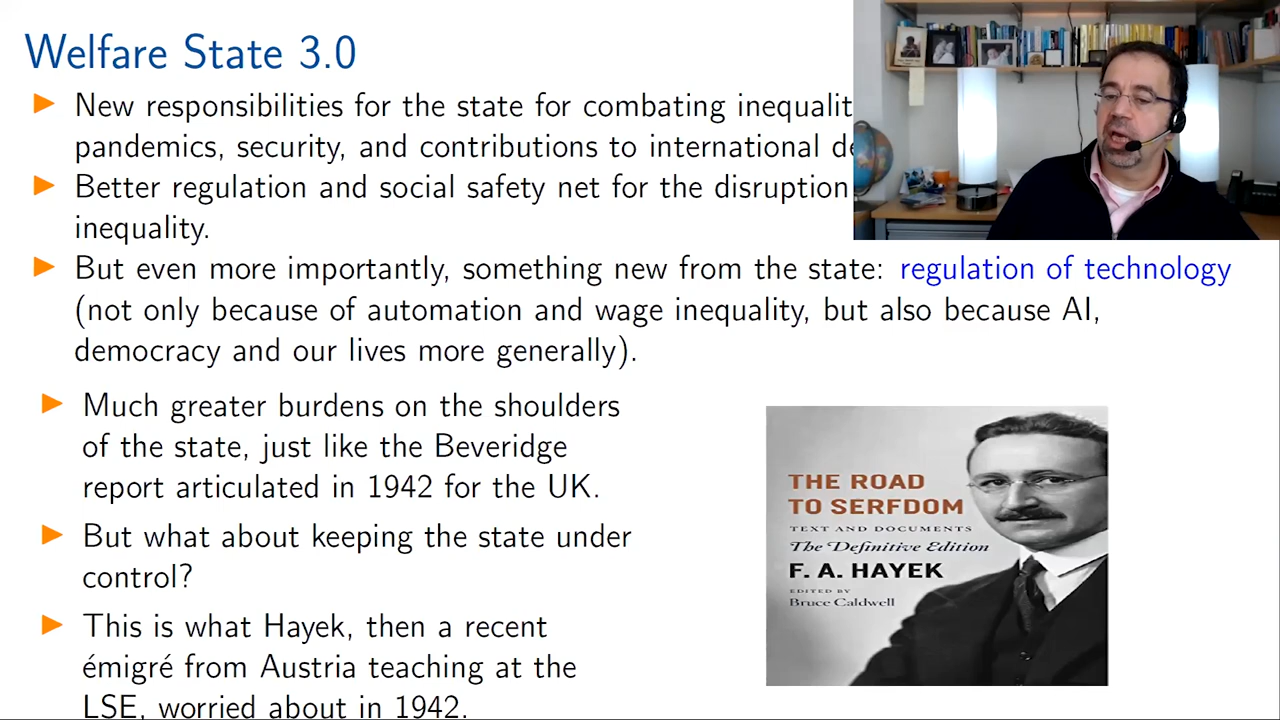 Welfare State 3.0
New responsibilities for the state for combating
pandemics, security, and contributions to international
Better regulation and social safety net for the disruption
inequality.
But even more importantly, something new from the state: regulation of technology
(not only because of automation and wage inequality, but also because AI,
democracy and our lives more generally).
Much greater burdens on the shoulders
of the state, just like the Beveridge
report articulated in 1942 for the UK.
But what about keeping the state under
control?
This is what Hayek, then a recent
émigré from Austria teaching at the
LSE, worried about in 1942.
THE ROAD
TO SERFDOM
TEXT AND DOCUMENTS
The Definitive Edition
F. A. HAYEK
EDITED BY
Bruce Caldwell